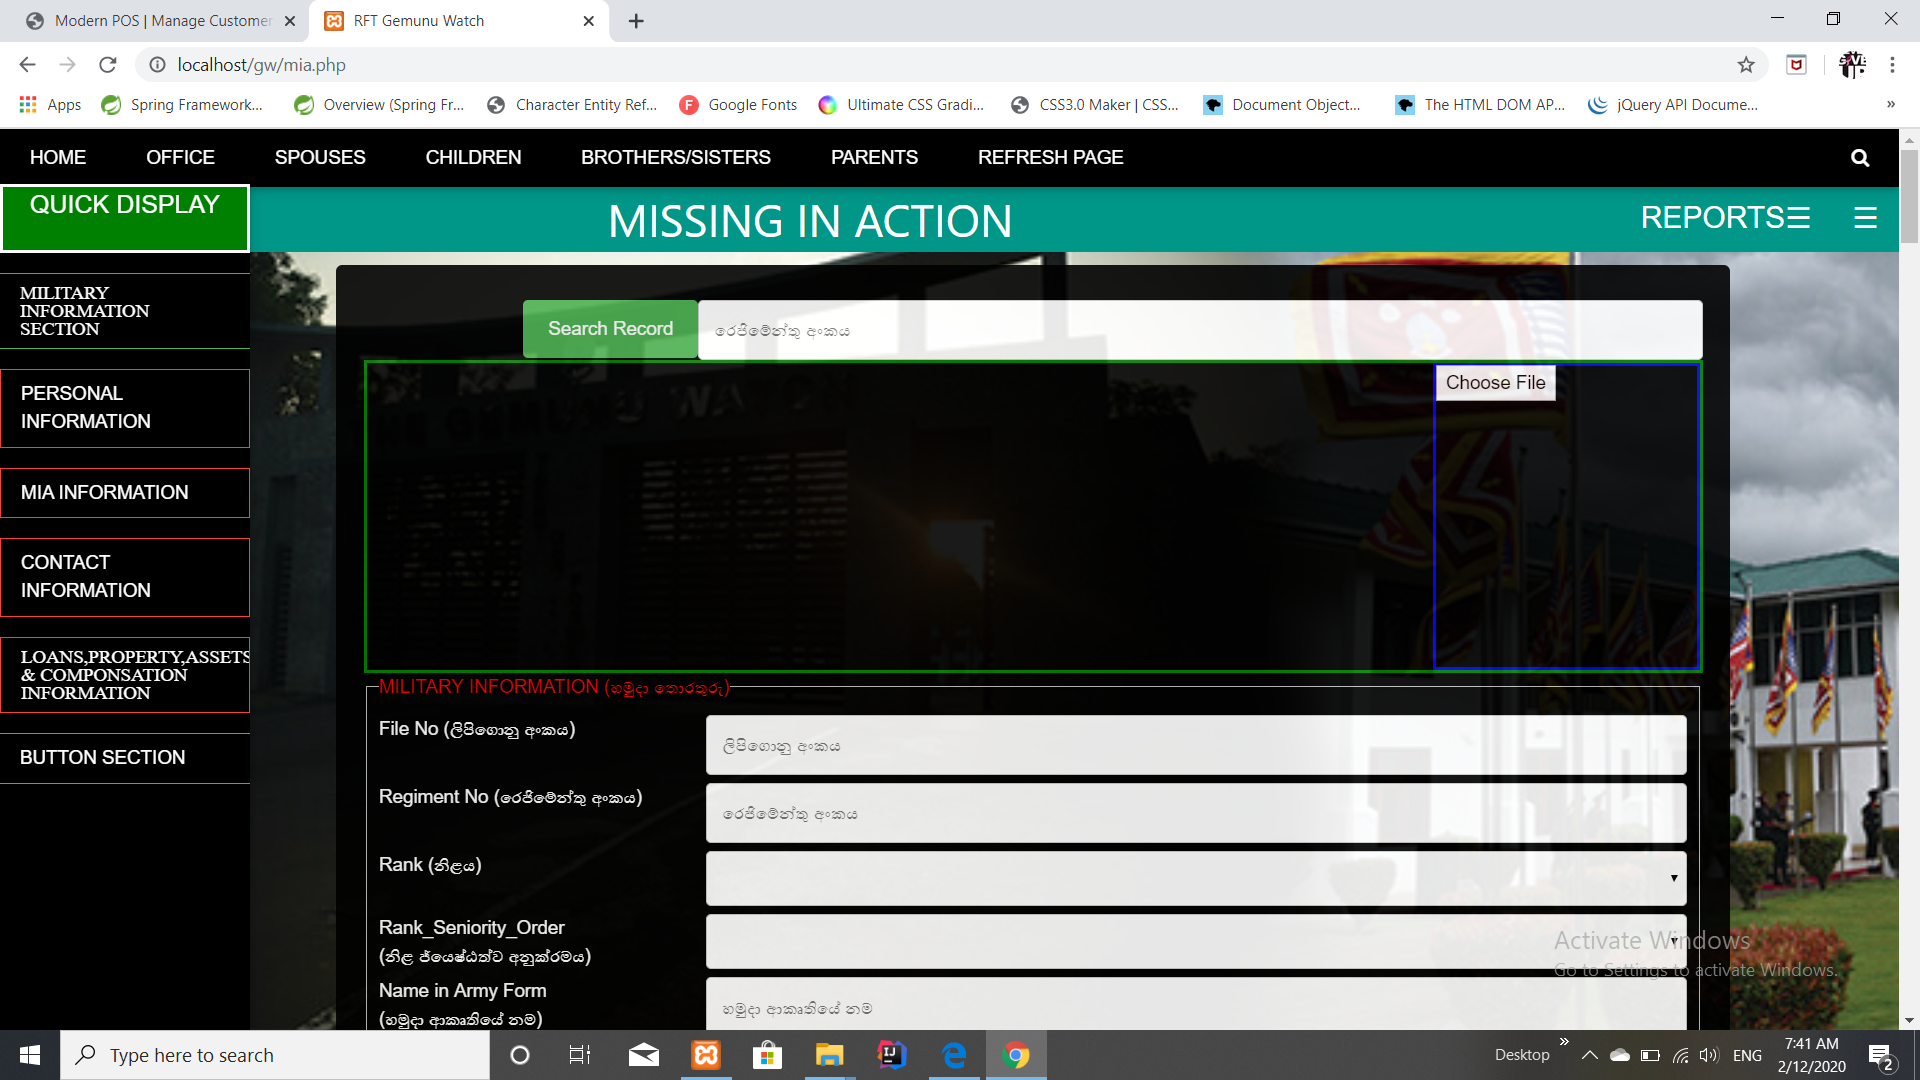 Modern POS | Manage Customer
RFT Gemunu Watch
localhost/gw/mia.php
Apps
Spring Framework...
Overview (Spring Fr...
Character Entity Ref...
Google Fonts
Ultimate CSS Gradi...
CSS3.0 Maker | CSS...
Document Object...
The HTML DOM AP...
jQuery API Docume...
»
HOME
OFFICE
SPOUSES
CHILDREN
BROTHERS/SISTERS
PARENTS
REFRESH PAGE
QUICK DISPLAY
MISSING IN ACTION
REPORTS☰
☰
MILITARY
INFORMATION
SECTION
PERSONAL
INFORMATION
MIA INFORMATION
CONTACT
INFORMATION
LOANS,PROPERTY,ASSETS
& COMPONSATION
INFORMATION
BUTTON SECTION
Search Record
රෙජිමේන්තු අංකය
Choose File
MILITARY INFORMATION (හමුදා තොරතුරු)
File No (ලිපිගොනු අංකය)
ලිපිගොනු අංකය
Regiment No (රෙජිමේන්තු අංකය)
රෙජිමේන්තු අංකය
Rank (නිළය)
Rank_Seniority_Order
(නිළ ජ්යෙෂ්ඨත්ව අනුක්රමය)
Name in Army Form
(හමුදා ආකෘතියේ නම)
හමුදා ආකෘතියේ නම
Activate Windows
Go to Settings to activate Windows.
Type here to search
Desktop
»
ENG
7:41 AM
2/12/2020
2